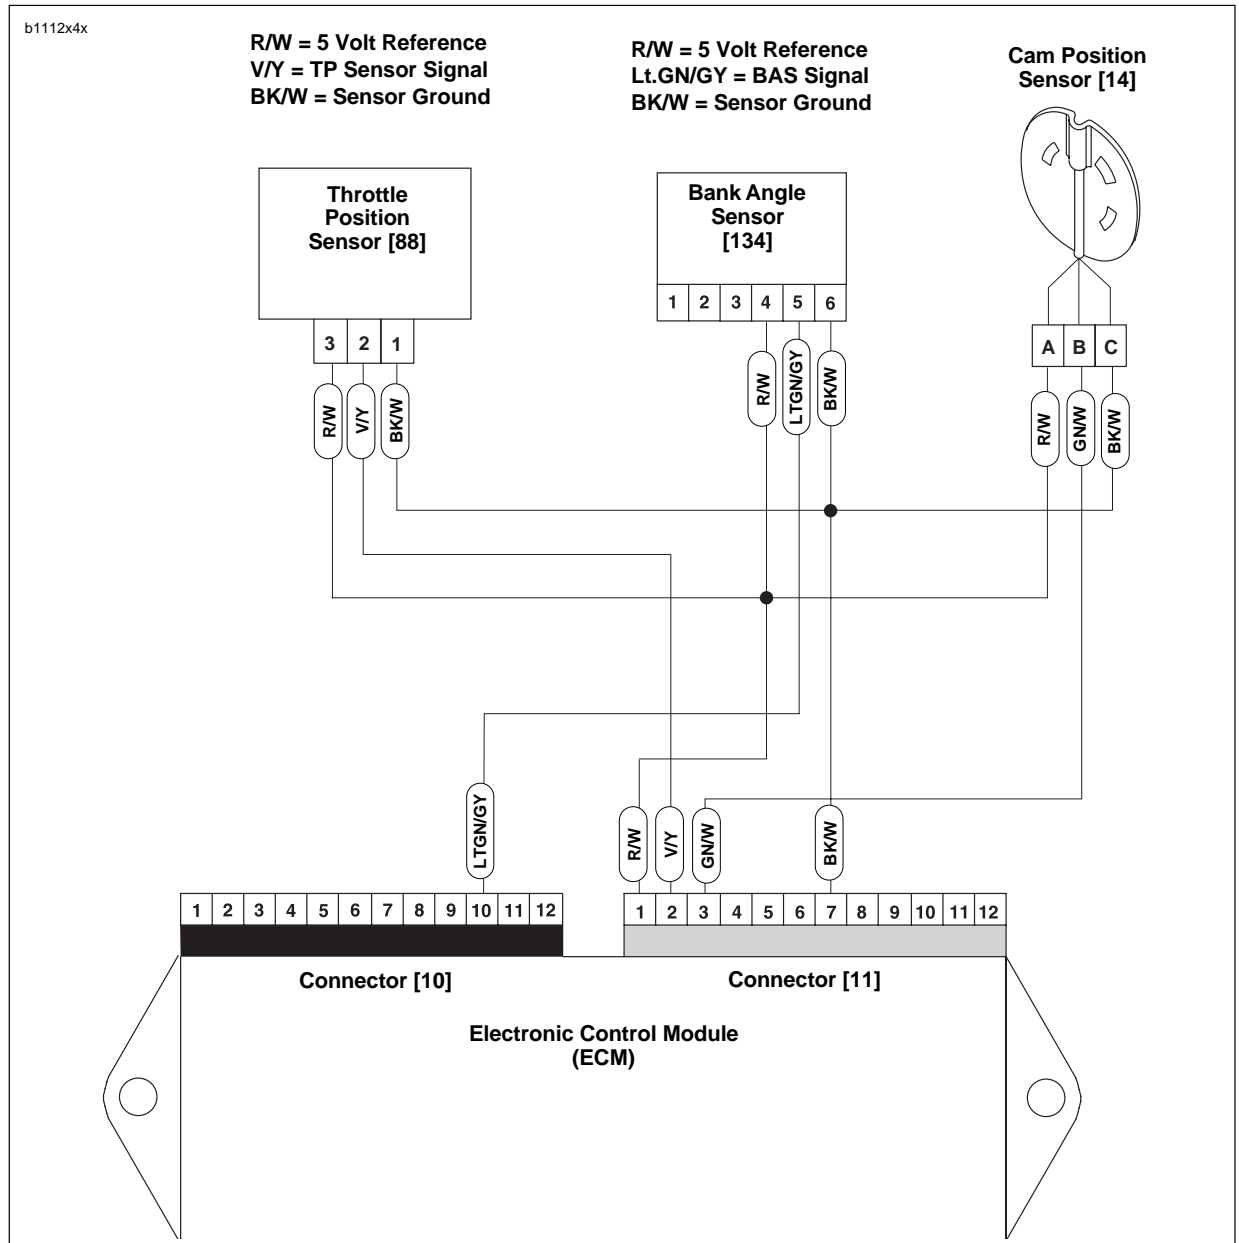 b1112x4x
R/W = 5 Volt Reference
V/Y = TP Sensor Signal
BK/W = Sensor Ground
R/W = 5 Volt Reference
Lt.GN/GY = BAS Signal
BK/W = Sensor Ground
Cam Position
Sensor [14]
Throttle
Position
Sensor [88]
3 2 1
R/W V/Y BK/W
Bank Angle
Sensor
[134]
1 2 3 4 5 6
R/W LTGN/GY BK/W
A B C
R/W GN/W BK/W
LTGN/GY
R/W V/Y GN/W BK/W
1 2 3 4 5 6 7 8 9 10 11 12
1 2 3 4 5 6 7 8 9 10 11 12
Connector [10]
Connector [11]
Electronic Control Module
(ECM)